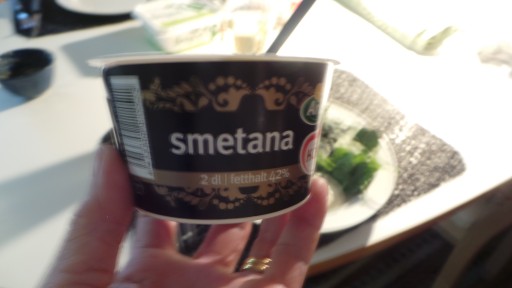 smetana
2 dl | fetthalt 42%